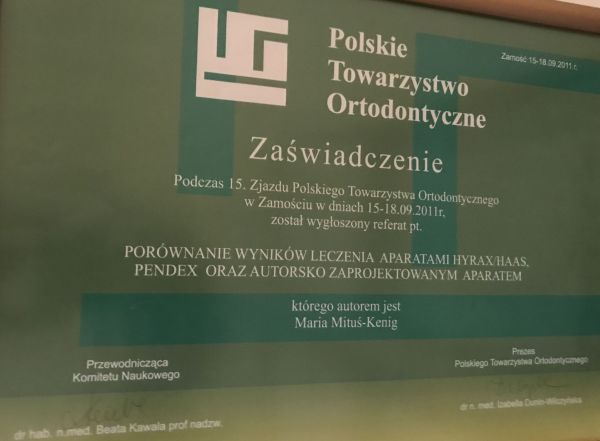 Polskie
Towarzystwo
Ortodontyczne
Zamość 15-18.09.2011.r.
Zaświadczenie
Podczas 15. Zjazdu Polskiego Towarzystwa Ortodontycznego
w Zamościu w dniach 15-18.09.2011r,
został wygłoszony referat pt.
PORÓWNANIE WYNIKÓW LECZENIA APARATAMI HYRAX/HAAS,
PENDEX ORAZ AUTORSKO ZAPROJEKTOWANYM APARATEM
którego autorem jest
Maria Mituś-Kenig
Przewodnicząca
Komitetu Naukowego
dr hab. n.med. Beata Kawala prof nadzw.
Prezes
Polskiego Towarzystwa Ortodontycznego
dr n. med. Izabella Dunin-Wilczyńska